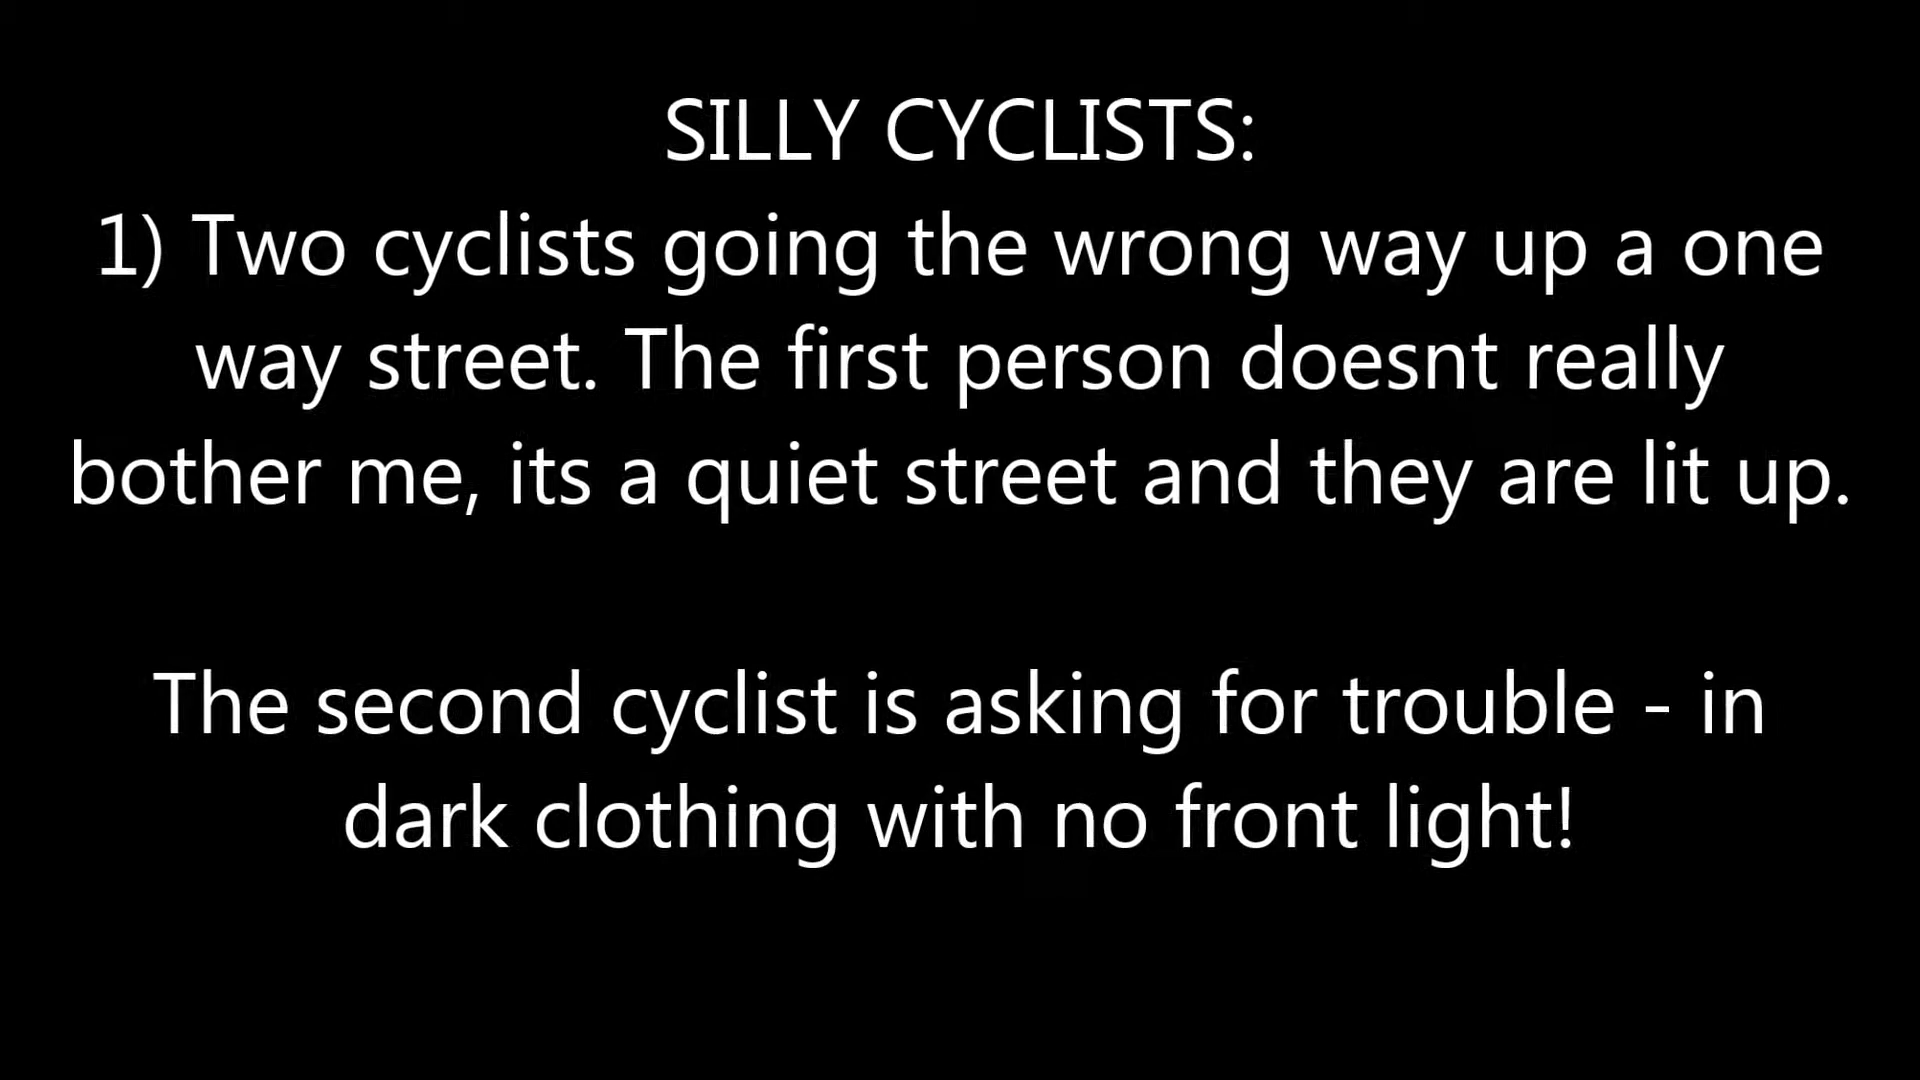 SILLY CYCLISTS:
1) Two cyclists going the wrong way up a one
way street. The first person doesnt really
bother me, its a quiet street and they are lit up.
The second cyclist is asking for trouble - in
dark clothing with no front light!